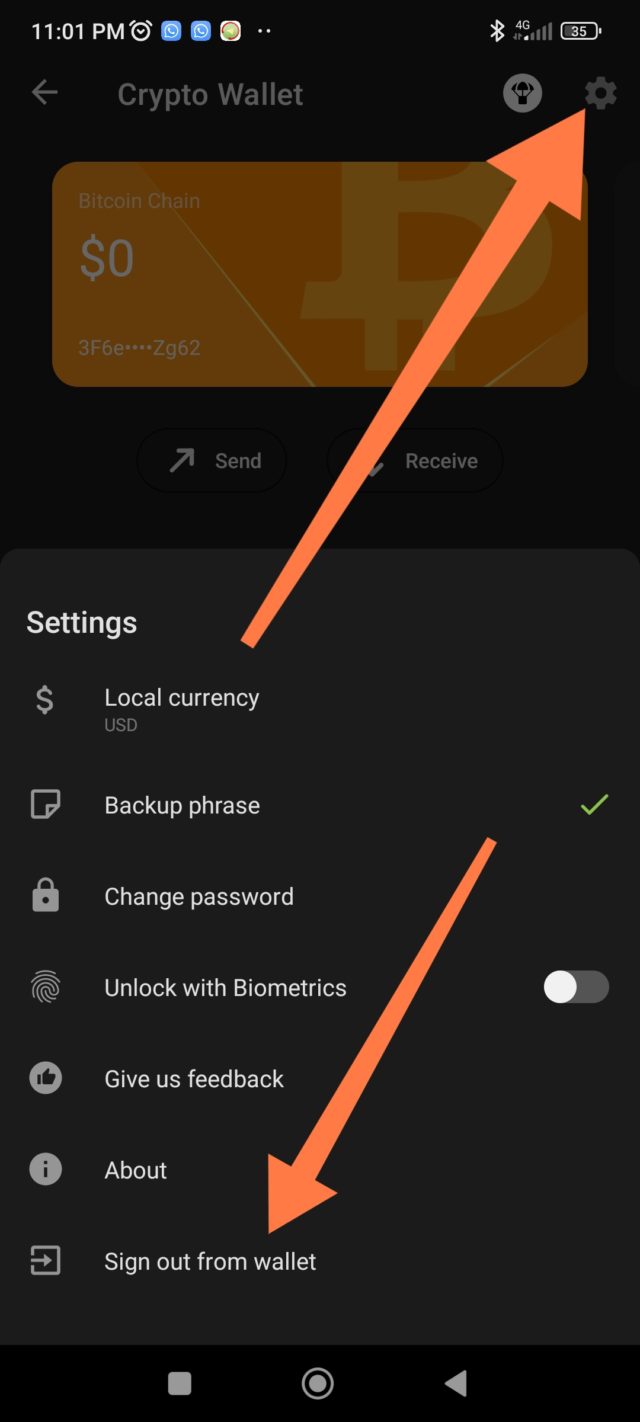 11:01 PM
4G
35
Crypto Wallet
Bitcoin Chain
$0
3F6e••••Zg62
Send
Receive
Settings
Local currency
USD
Backup phrase
Change password
Unlock with Biometrics
Give us feedback
About
Sign out from wallet